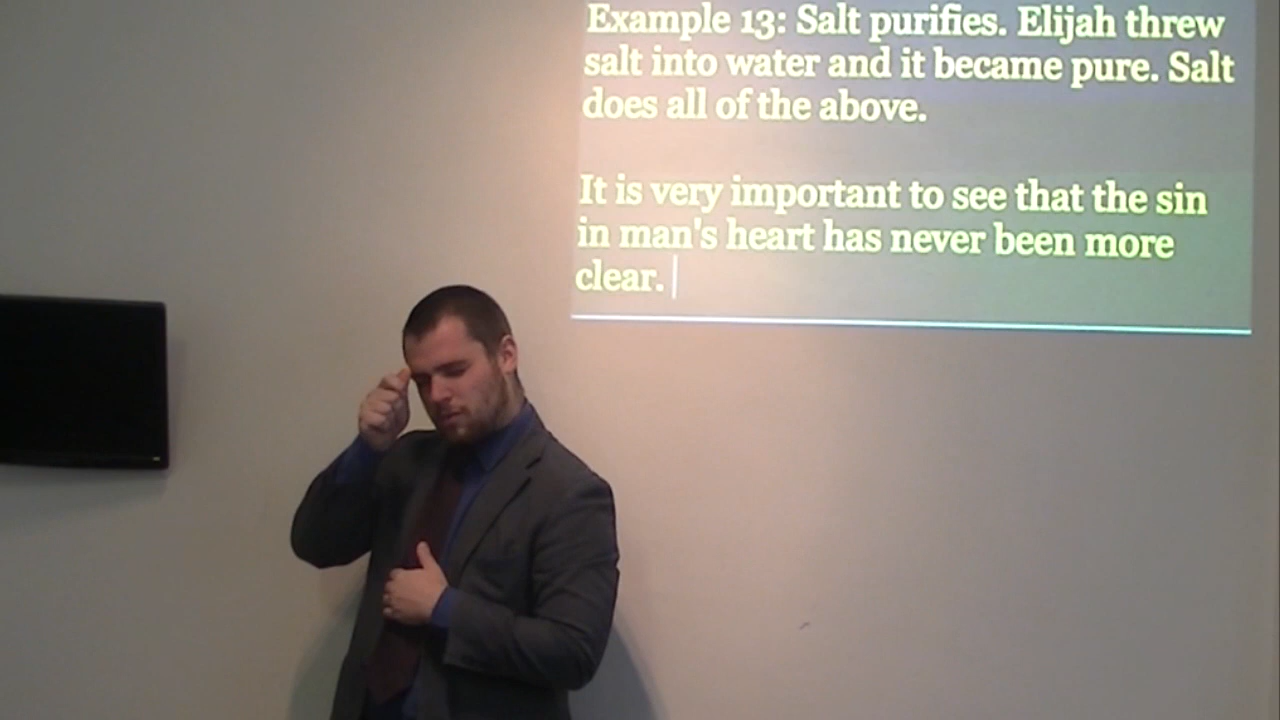 Example 13: Salt purifies. Elijah threw
salt into water and it became pure. Salt
does all of the above.
It is very important to see that the sin
in man's heart has never been more
clear.